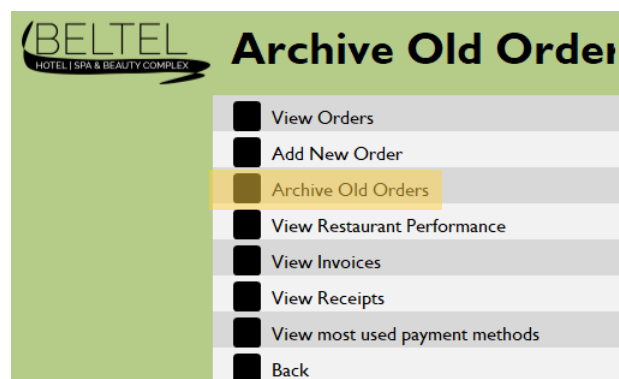 BELTEL
HOTEL | SPA & BEAUTY COMPLEX
Archive Old Order
View Orders
Add New Order
Archive Old Orders
View Restaurant Performance
View Invoices
View Receipts
View most used payment methods
Back